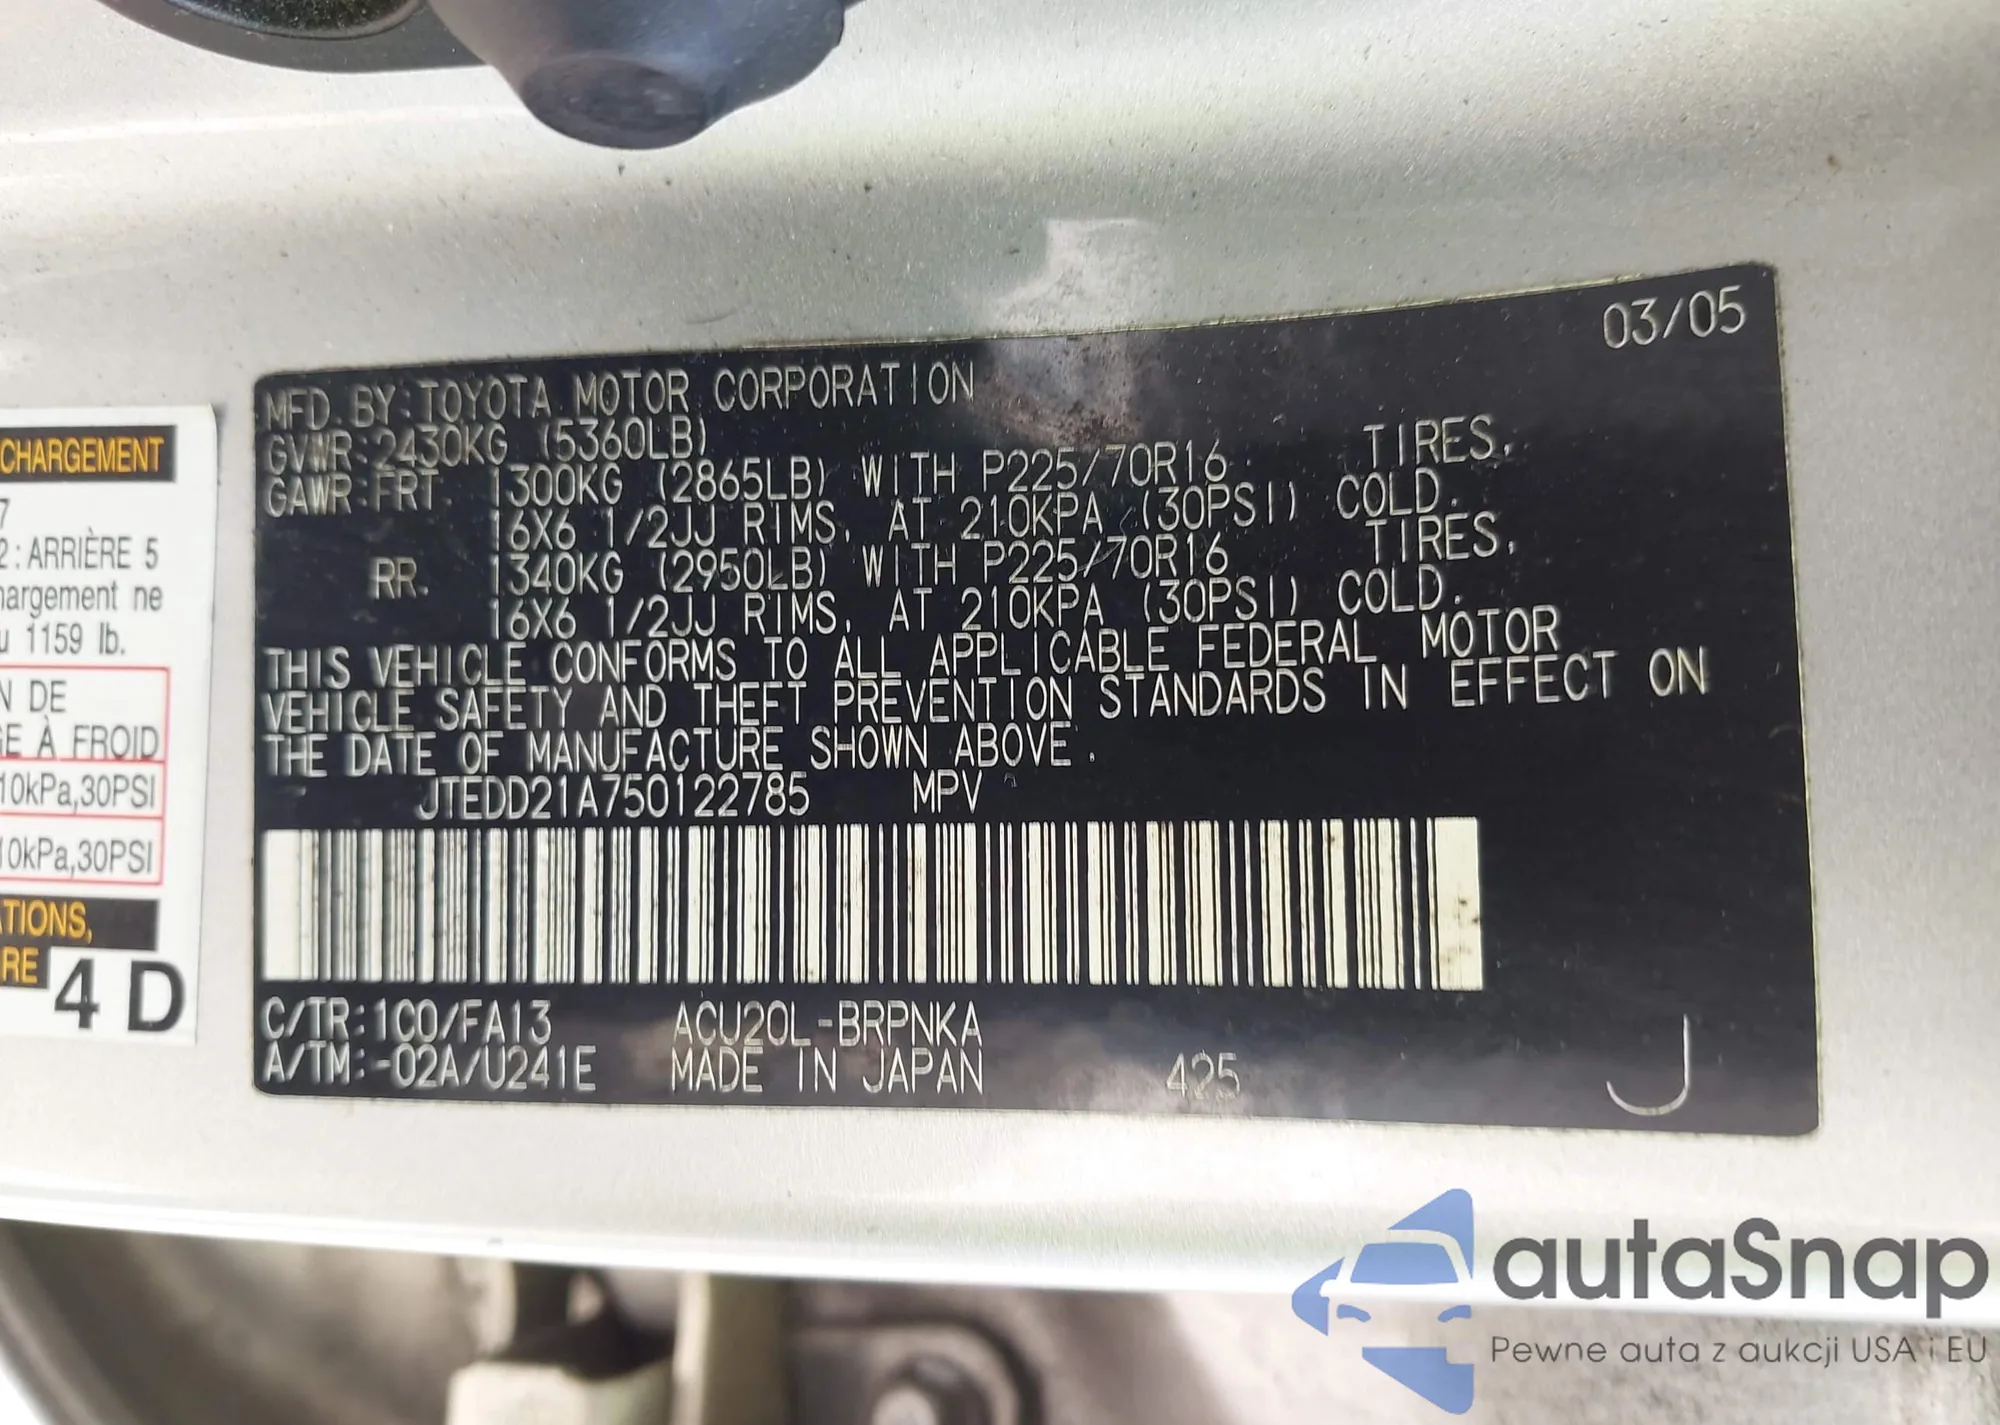 03/05
MFD. BY: TOYOTA MOTOR CORPORATION
GVWR: 2430KG (5360LB)
GAWR FRT. 1300KG (2865LB) WITH P225/70R16 TIRES,
16X6 1/2JJ RIMS, AT 210KPA (30PSI) COLD.
RR. 1340KG (2950LB) WITH P225/70R16 TIRES,
16X6 1/2JJ RIMS, AT 210KPA (30PSI) COLD.
THIS VEHICLE CONFORMS TO ALL APPLICABLE FEDERAL MOTOR
VEHICLE SAFETY AND THEFT PREVENTION STANDARDS IN EFFECT ON
THE DATE OF MANUFACTURE SHOWN ABOVE.
JTEDD21A750122785 MPV
C/TR: 1C0/FA13 ACU20L-BRPNKA
A/TM: -02A/U241E MADE IN JAPAN 425
J
CHARGEMENT
7
2 : ARRIÈRE 5
hargement ne
u 1159 lb.
N DE
GE À FROID
10kPa,30PSI
10kPa,30PSI
ATIONS,
RE 4 D
autaSnap
Pewne auta z aukcji USA i EU